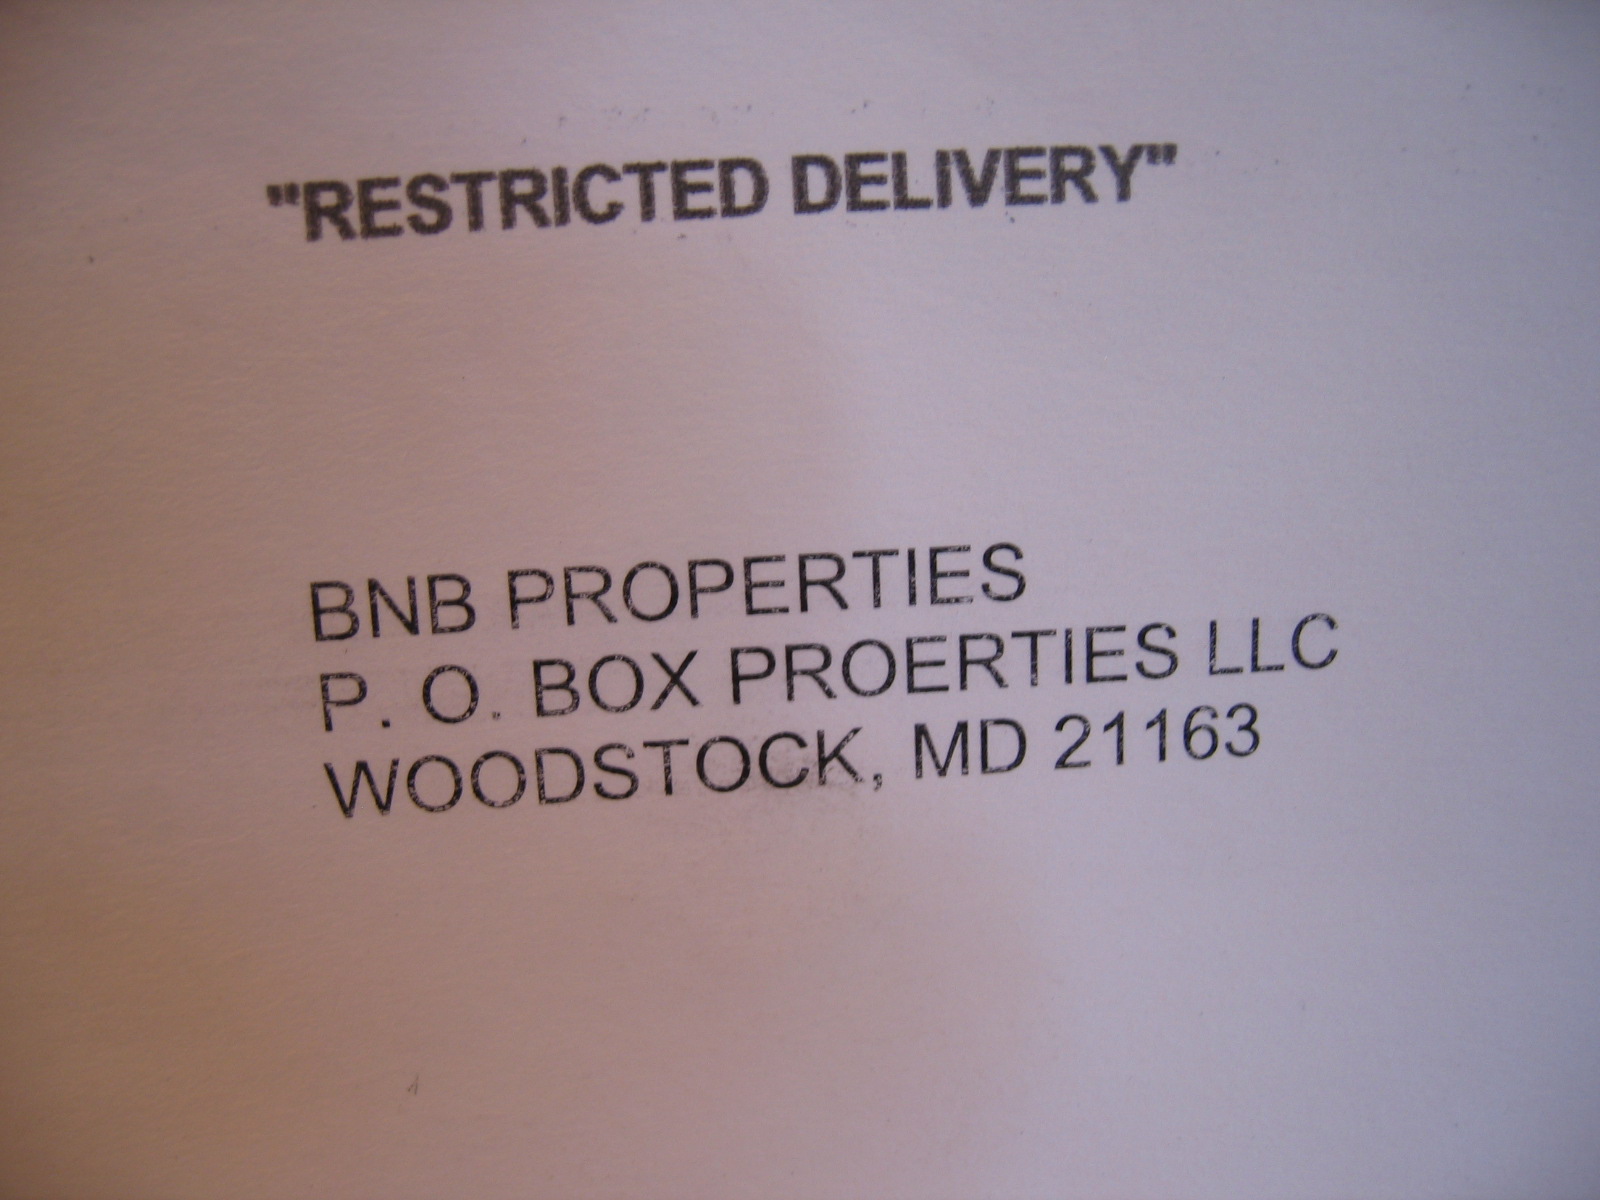 "RESTRICTED DELIVERY"
BNB PROPERTIES
P. O. BOX PROERTIES LLC
WOODSTOCK, MD 21163